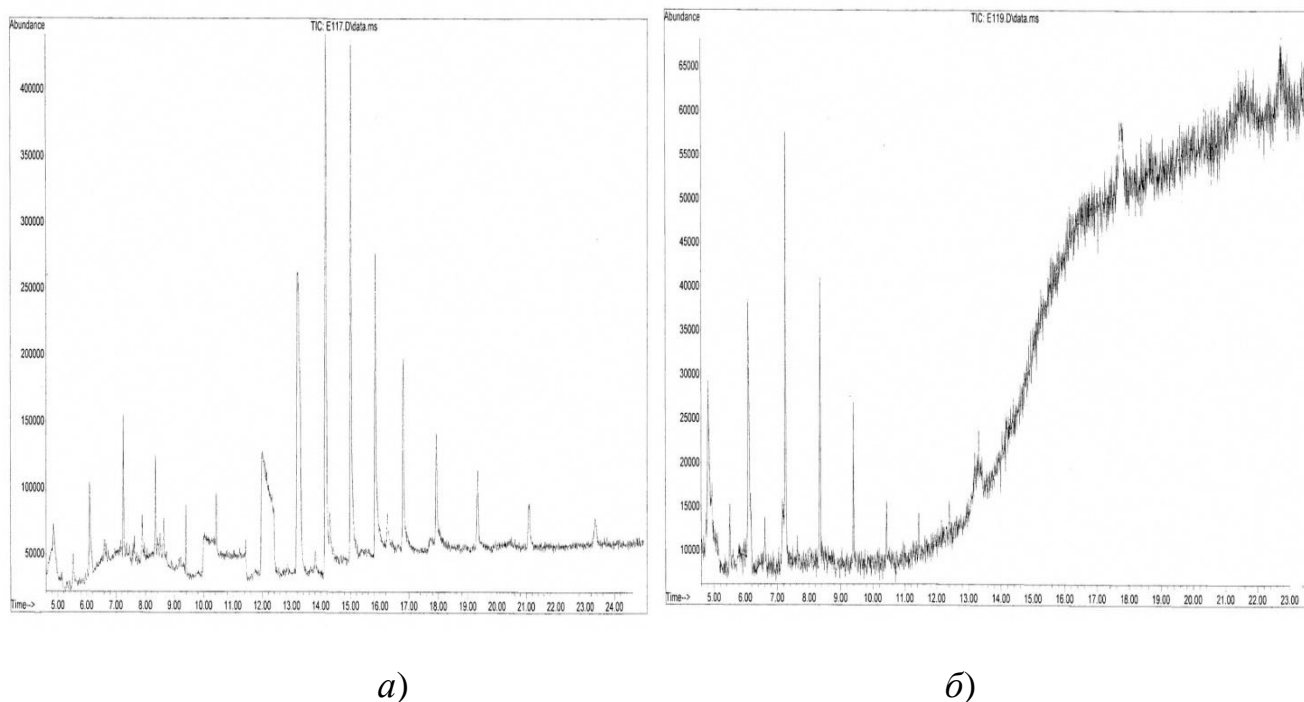 Abundance
TIC: E117.D\data.ms
400000
350000
300000
250000
200000
150000
100000
50000
Time-->
5.00 6.00 7.00 8.00 9.00 10.00 11.00 12.00 13.00 14.00 15.00 16.00 17.00 18.00 19.00 20.00 21.00 22.00 23.00 24.00
а)
Abundance
TIC: E119.D\data.ms
65000
60000
55000
50000
45000
40000
35000
30000
25000
20000
15000
10000
Time-->
5.00 6.00 7.00 8.00 9.00 10.00 11.00 12.00 13.00 14.00 15.00 16.00 17.00 18.00 19.00 20.00 21.00 22.00 23.00
б)